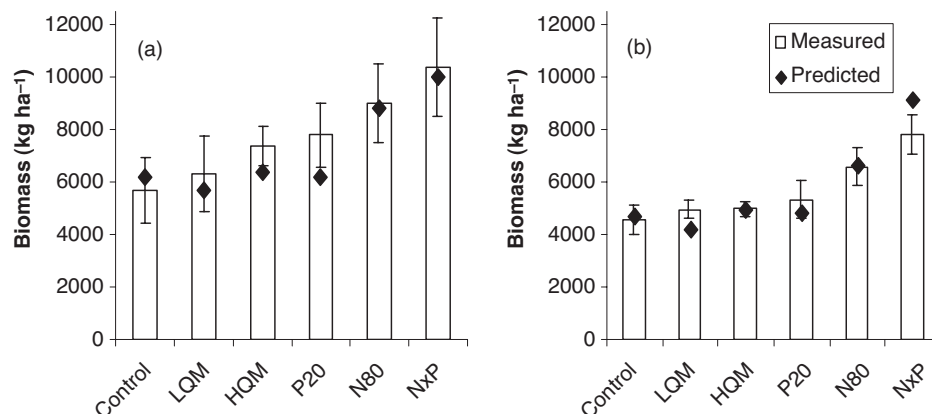 Biomass (kg ha⁻¹)
12000
10000
8000
6000
4000
2000
0
(a)
Control
LQM
HQM
P20
N80
NxP
Biomass (kg ha⁻¹)
12000
10000
8000
6000
4000
2000
0
(b)
Measured
Predicted
Control
LQM
HQM
P20
N80
NxP